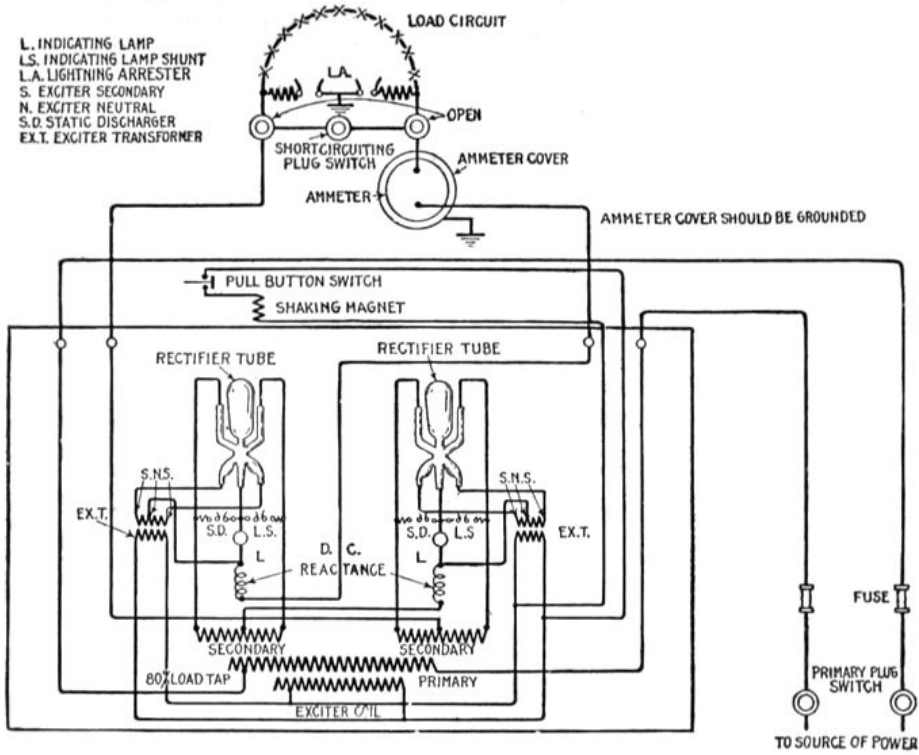 LOAD CIRCUIT
L. INDICATING LAMP
L.S. INDICATING LAMP SHUNT
L.A. LIGHTNING ARRESTER
S. EXCITER SECONDARY
N. EXCITER NEUTRAL
S.D. STATIC DISCHARGER
EX.T. EXCITER TRANSFORMER
L.A.
OPEN
SHORTCIRCUITING
PLUG SWITCH
AMMETER COVER
AMMETER
AMMETER COVER SHOULD BE GROUNDED
PULL BUTTON SWITCH
SHAKING MAGNET
RECTIFIER TUBE
RECTIFIER TUBE
S.N.S.
S.N.S.
EX.T.
S.D.
L.S.
S.D.
L.S
EX.T.
L
D. C.
L
REACTANCE
FUSE
SECONDARY
SECONDARY
80% LOAD TAP
PRIMARY
EXCITER COIL
PRIMARY PLUG
SWITCH
TO SOURCE OF POWER